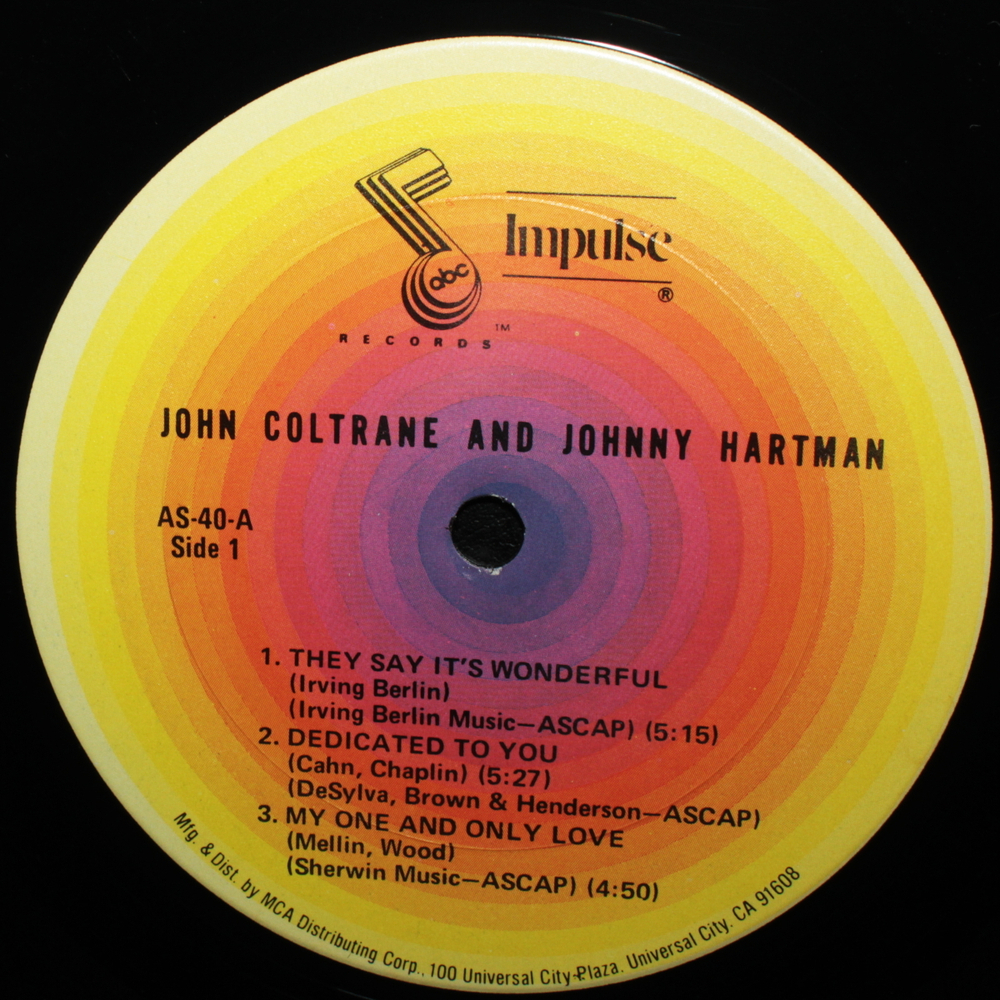 abc
Impulse
®
RECORDS™
JOHN COLTRANE AND JOHNNY HARTMAN
AS-40-A
Side 1
1. THEY SAY IT'S WONDERFUL
(Irving Berlin)
(Irving Berlin Music—ASCAP) (5:15)
2. DEDICATED TO YOU
(Cahn, Chaplin) (5:27)
(DeSylva, Brown & Henderson—ASCAP)
3. MY ONE AND ONLY LOVE
(Mellin, Wood)
(Sherwin Music—ASCAP) (4:50)
Mfg. & Dist. by MCA Distributing Corp., 100 Universal City Plaza. Universal City. CA 91608